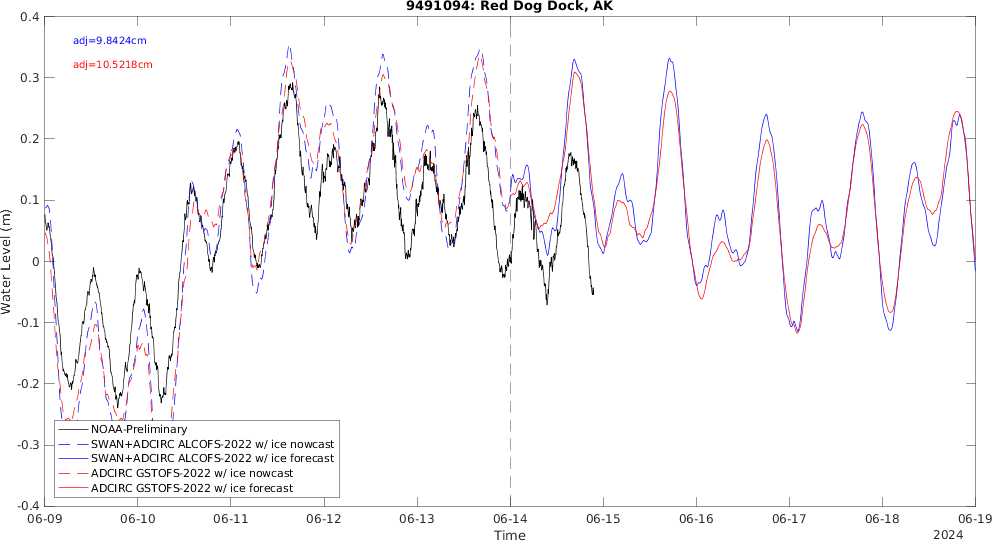 9491094: Red Dog Dock, AK
adj=9.8424cm
adj=10.5218cm
Water Level (m)
0.4
0.3
0.2
0.1
0
-0.1
-0.2
-0.3
-0.4
NOAA-Preliminary
SWAN+ADCIRC ALCOFS-2022 w/ ice nowcast
SWAN+ADCIRC ALCOFS-2022 w/ ice forecast
ADCIRC GSTOFS-2022 w/ ice nowcast
ADCIRC GSTOFS-2022 w/ ice forecast
06-09 06-10 06-11 06-12 06-13 06-14 06-15 06-16 06-17 06-18 06-19
Time
2024